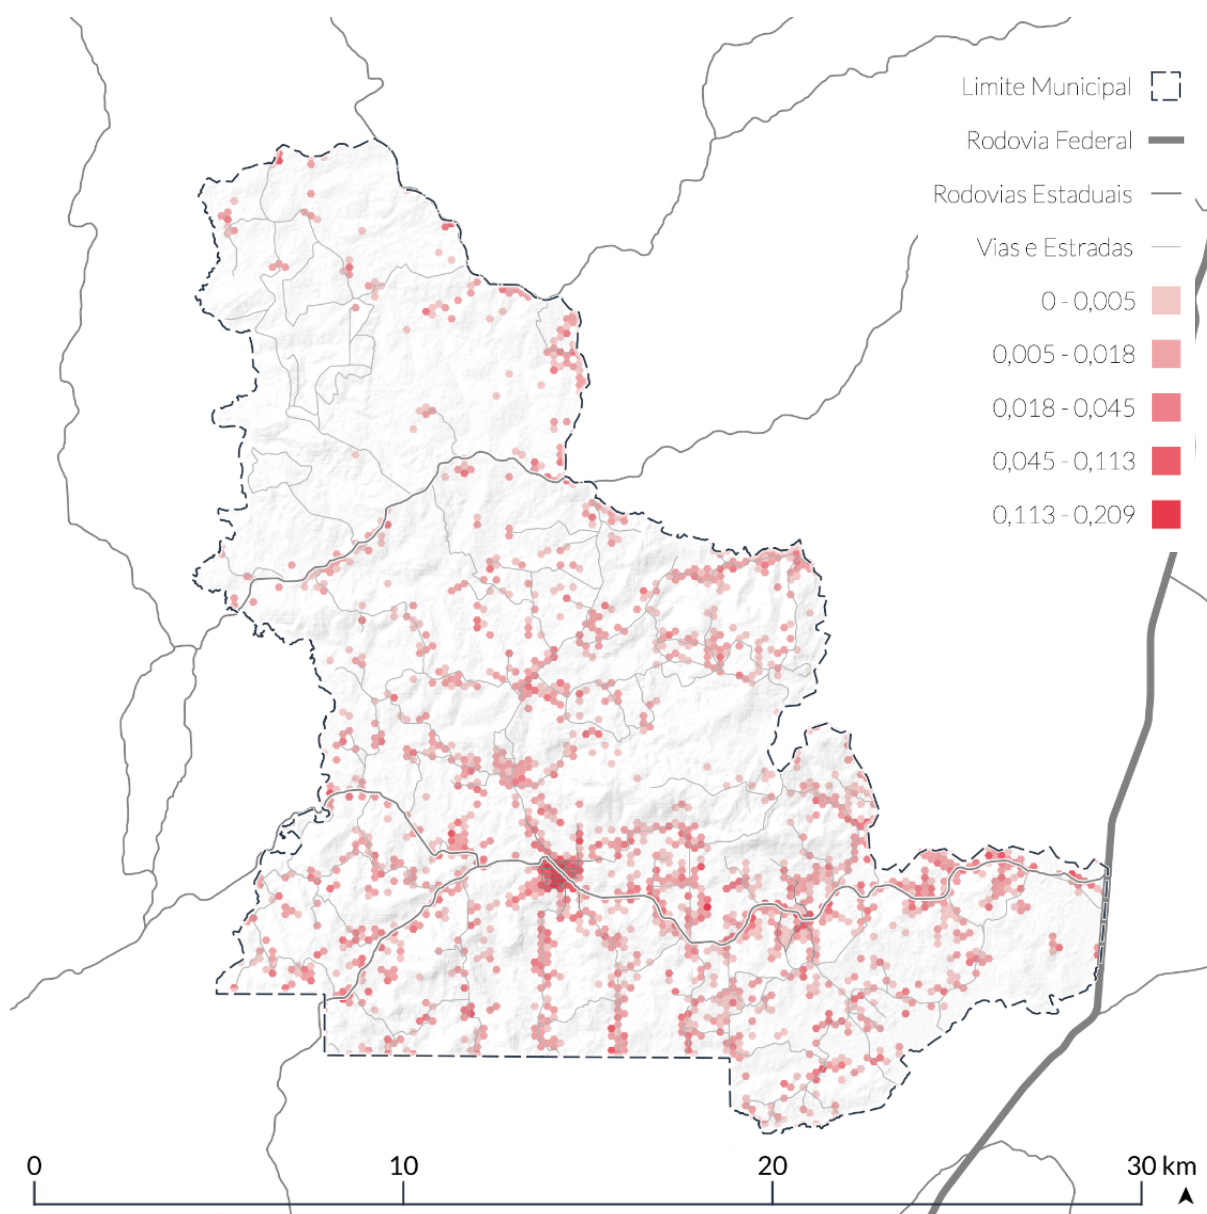 Limite Municipal
Rodovia Federal
Rodovias Estaduais
Vias e Estradas
0 - 0,005
0,005 - 0,018
0,018 - 0,045
0,045 - 0,113
0,113 - 0,209
0 10 20 30 km